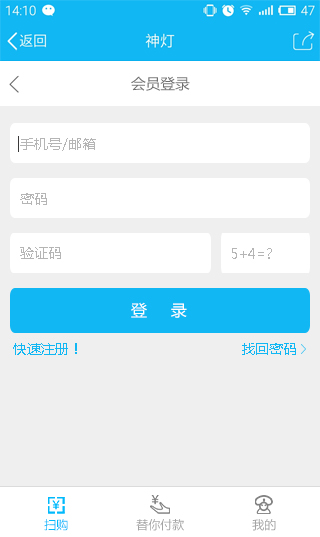 14:10 47
返回 神灯
会员登录
手机号/邮箱
密码
验证码 5+4=?
登 录
快速注册！ 找回密码
扫购 替你付款 我的